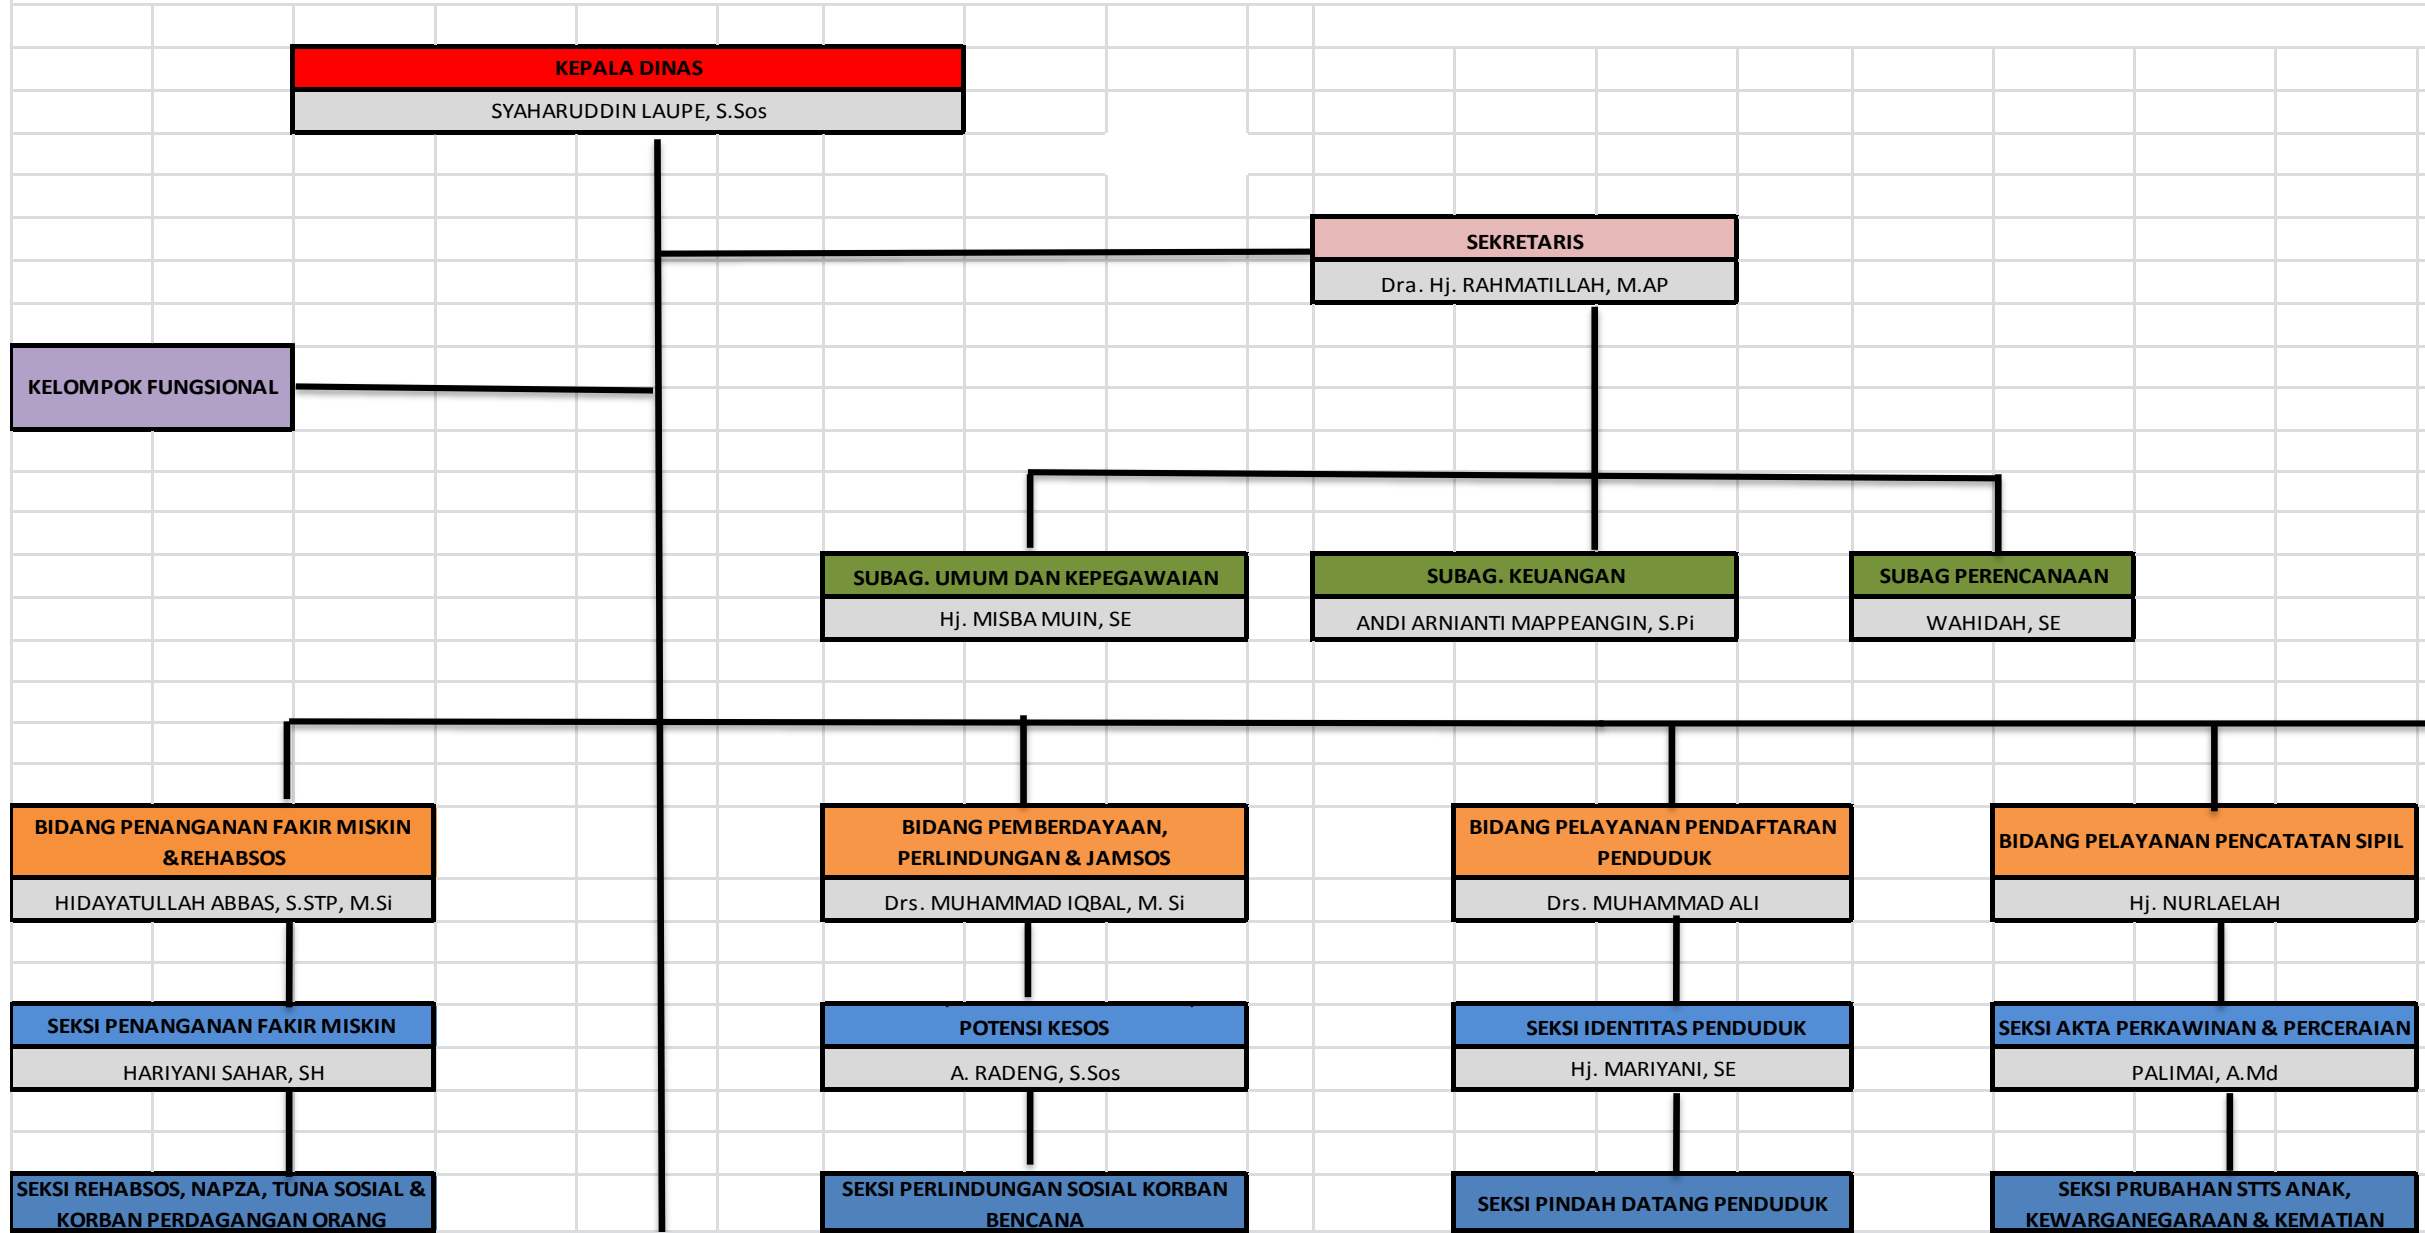 KEPALA DINAS
SYAHARUDDIN LAUPE, S.Sos
SEKRETARIS
Dra. Hj. RAHMATILLAH, M.AP
KELOMPOK FUNGSIONAL
SUBAG. UMUM DAN KEPEGAWAIAN
Hj. MISBA MUIN, SE
SUBAG. KEUANGAN
ANDI ARNIANTI MAPPEANGIN, S.Pi
SUBAG PERENCANAAN
WAHIDAH, SE
BIDANG PENANGANAN FAKIR MISKIN
&REHABSOS
HIDAYATULLAH ABBAS, S.STP, M.Si
BIDANG PEMBERDAYAAN,
PERLINDUNGAN & JAMSOS
Drs. MUHAMMAD IQBAL, M. Si
BIDANG PELAYANAN PENDAFTARAN
PENDUDUK
Drs. MUHAMMAD ALI
BIDANG PELAYANAN PENCATATAN SIPIL
Hj. NURLAELAH
SEKSI PENANGANAN FAKIR MISKIN
HARIYANI SAHAR, SH
POTENSI KESOS
A. RADENG, S.Sos
SEKSI IDENTITAS PENDUDUK
Hj. MARIYANI, SE
SEKSI AKTA PERKAWINAN & PERCERAIAN
PALIMAI, A.Md
SEKSI REHABSOS, NAPZA, TUNA SOSIAL &
KORBAN PERDAGANGAN ORANG
SEKSI PERLINDUNGAN SOSIAL KORBAN
BENCANA
SEKSI PINDAH DATANG PENDUDUK
SEKSI PRUBAHAN STTS ANAK,
KEWARGANEGARAAN & KEMATIAN